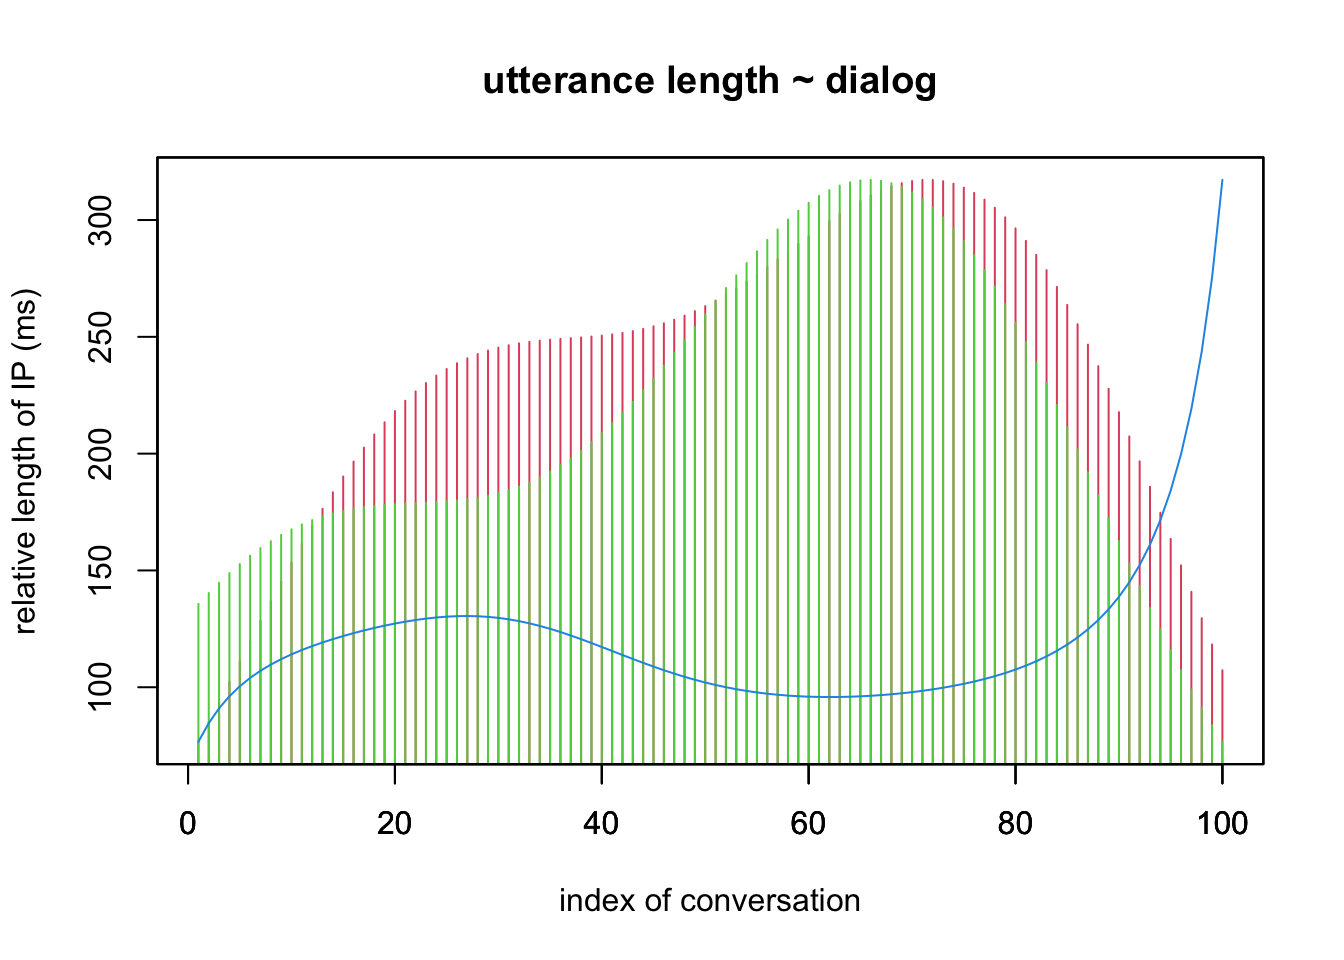 utterance length ~ dialog
relative length of IP (ms)
300
250
200
150
100
0 20 40 60 80 100
index of conversation